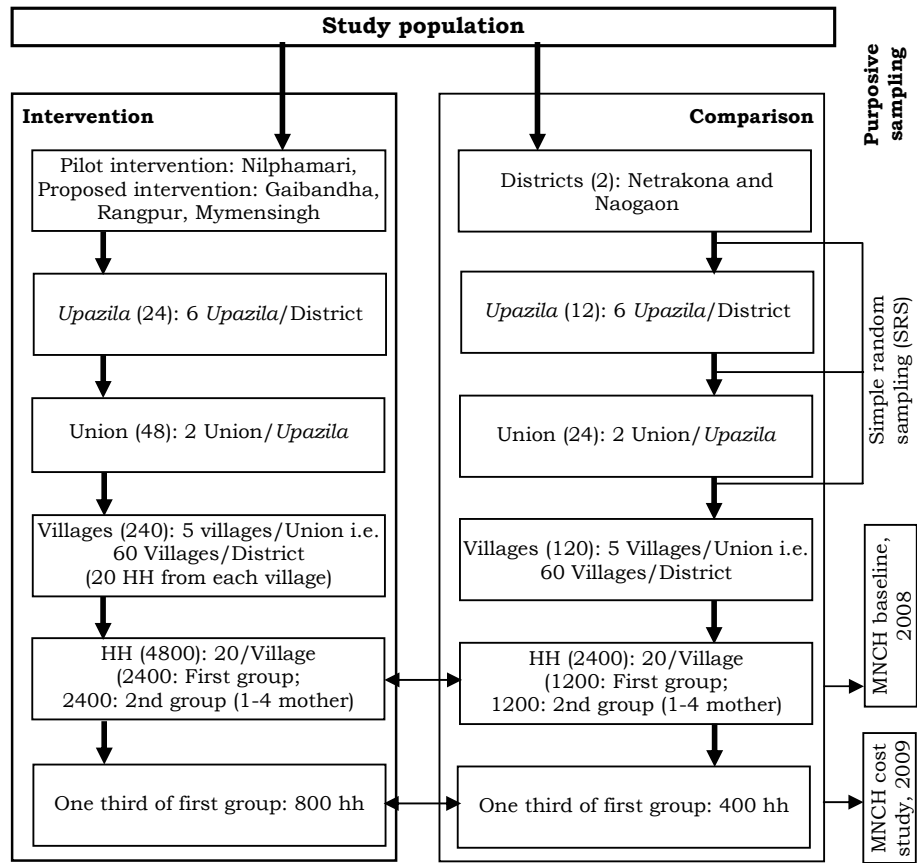 Study population
Purposive
sampling
Intervention
Pilot intervention: Nilphamari,
Proposed intervention: Gaibandha,
Rangpur, Mymensingh
Upazila (24): 6 Upazila/District
Union (48): 2 Union/Upazila
Villages (240): 5 villages/Union i.e.
60 Villages/District
(20 HH from each village)
HH (4800): 20/Village
(2400: First group;
2400: 2nd group (1-4 mother)
One third of first group: 800 hh
Comparison
Districts (2): Netrakona and
Naogaon
Upazila (12): 6 Upazila/District
Union (24): 2 Union/Upazila
Villages (120): 5 Villages/Union i.e.
60 Villages/District
HH (2400): 20/Village
(1200: First group;
1200: 2nd group (1-4 mother)
One third of first group: 400 hh
Simple random
sampling (SRS)
MNCH baseline,
2008
MNCH cost
study, 2009